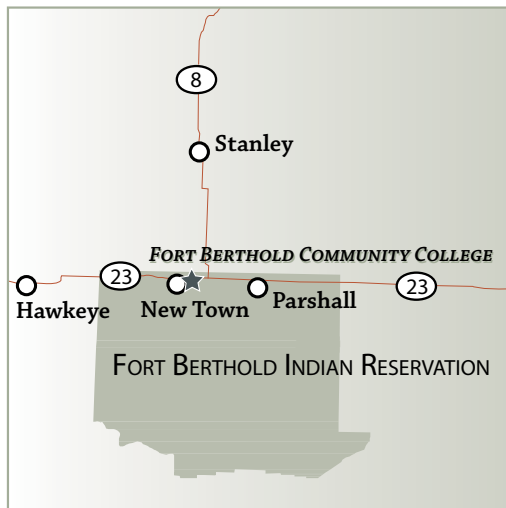 8
Stanley
FORT BERTHOLD COMMUNITY COLLEGE
23
23
Hawkeye
New Town
Parshall
FORT BERTHOLD INDIAN RESERVATION